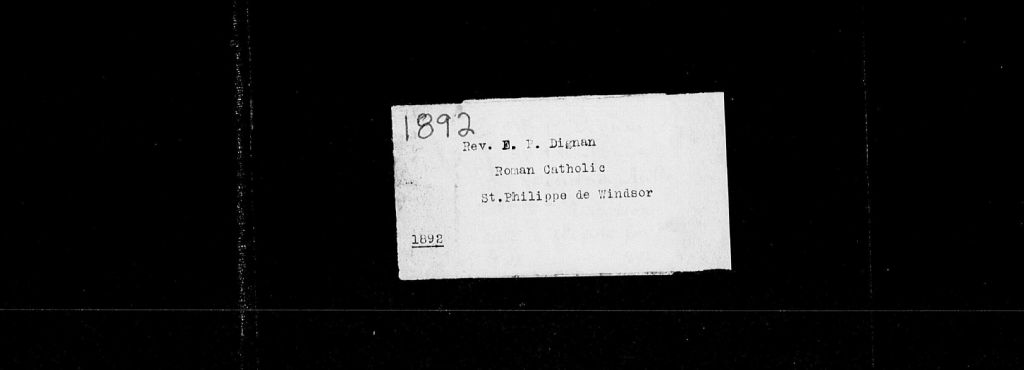 1892
Rev. E. P. Dignan
Roman Catholic
St.Philippe de Windsor
1892